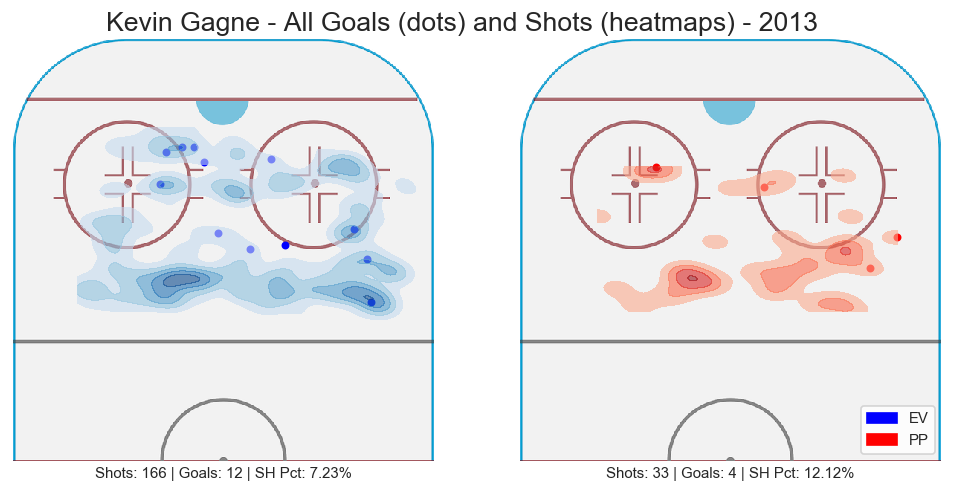 Kevin Gagne - All Goals (dots) and Shots (heatmaps) - 2013
EV
PP
Shots: 166 | Goals: 12 | SH Pct: 7.23%
Shots: 33 | Goals: 4 | SH Pct: 12.12%